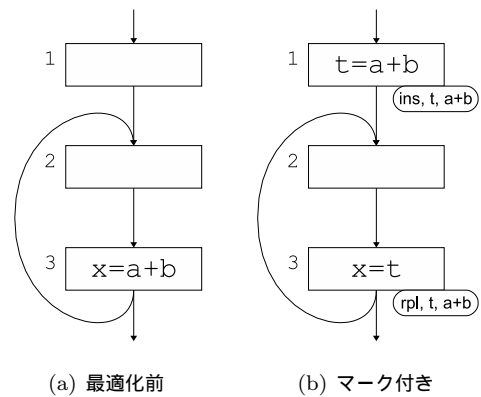 1
2
3
x=a+b
(a) 最適化前
1
t=a+b
ins, t, a+b
2
3
x=t
rpl, t, a+b
(b) マーク付き